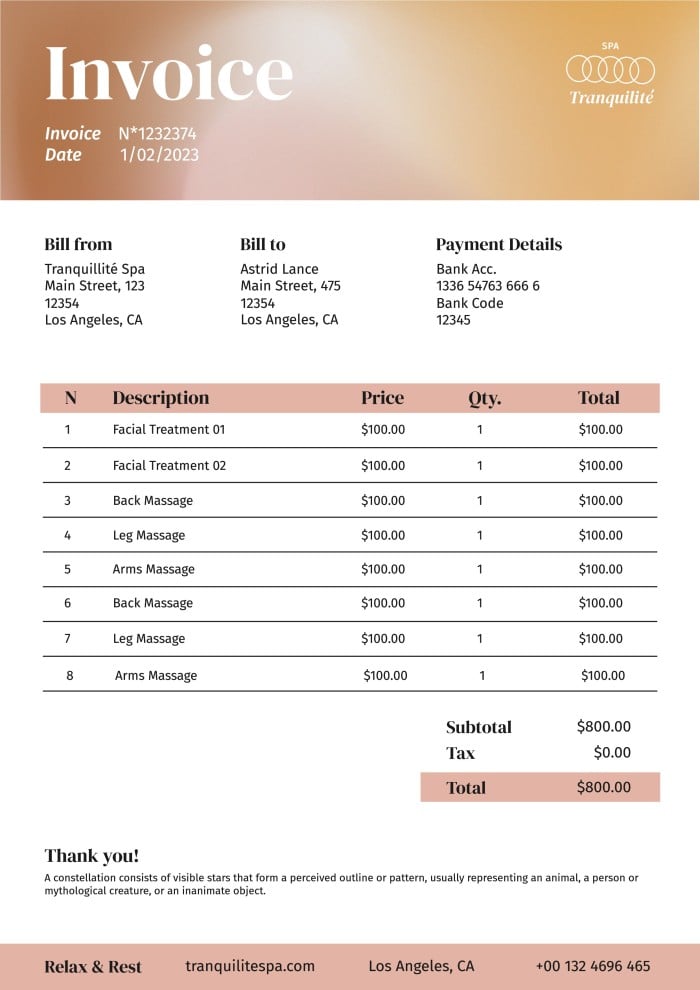 Invoice
SPA
Tranquilité
Invoice N*1232374
Date 1/02/2023
Bill from
Tranquillité Spa
Main Street, 123
12354
Los Angeles, CA
Bill to
Astrid Lance
Main Street, 475
12354
Los Angeles, CA
Payment Details
Bank Acc.
1336 54763 666 6
Bank Code
12345
N Description Price Qty. Total
1 Facial Treatment 01 $100.00 1 $100.00
2 Facial Treatment 02 $100.00 1 $100.00
3 Back Massage $100.00 1 $100.00
4 Leg Massage $100.00 1 $100.00
5 Arms Massage $100.00 1 $100.00
6 Back Massage $100.00 1 $100.00
7 Leg Massage $100.00 1 $100.00
8 Arms Massage $100.00 1 $100.00
Subtotal $800.00
Tax $0.00
Total $800.00
Thank you!
A constellation consists of visible stars that form a perceived outline or pattern, usually representing an animal, a person or
mythological creature, or an inanimate object.
Relax & Rest tranquilitespa.com Los Angeles, CA +00 132 4696 465